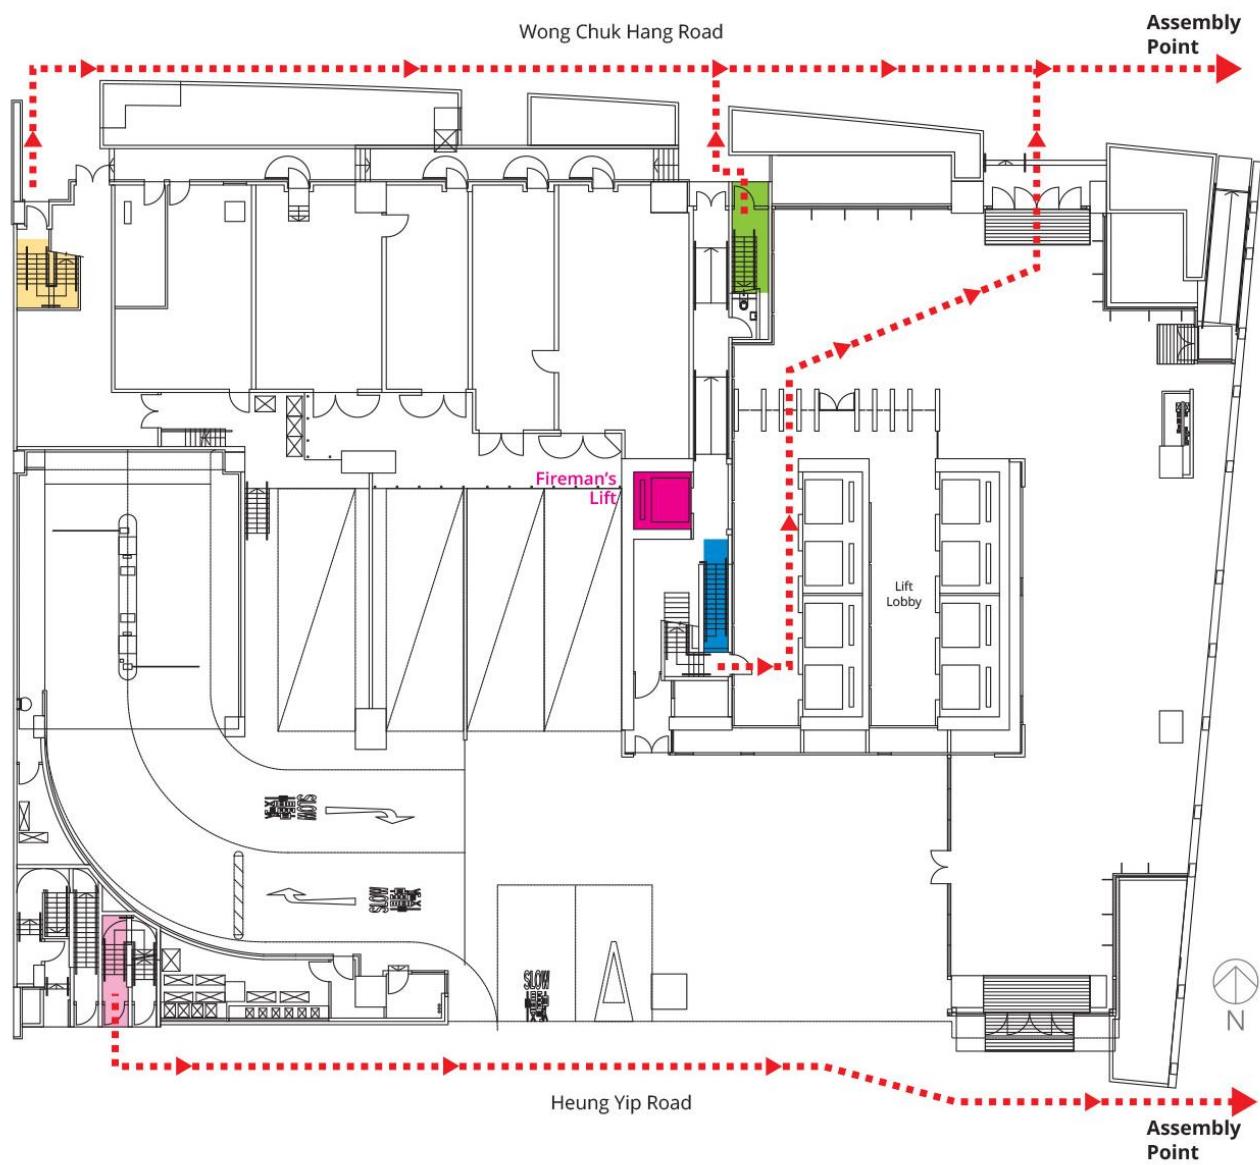 Wong Chuk Hang Road
Assembly
Point
Fireman's
Lift
Lift
Lobby
SLOW
SLOW
SLOW
N
Heung Yip Road
Assembly
Point